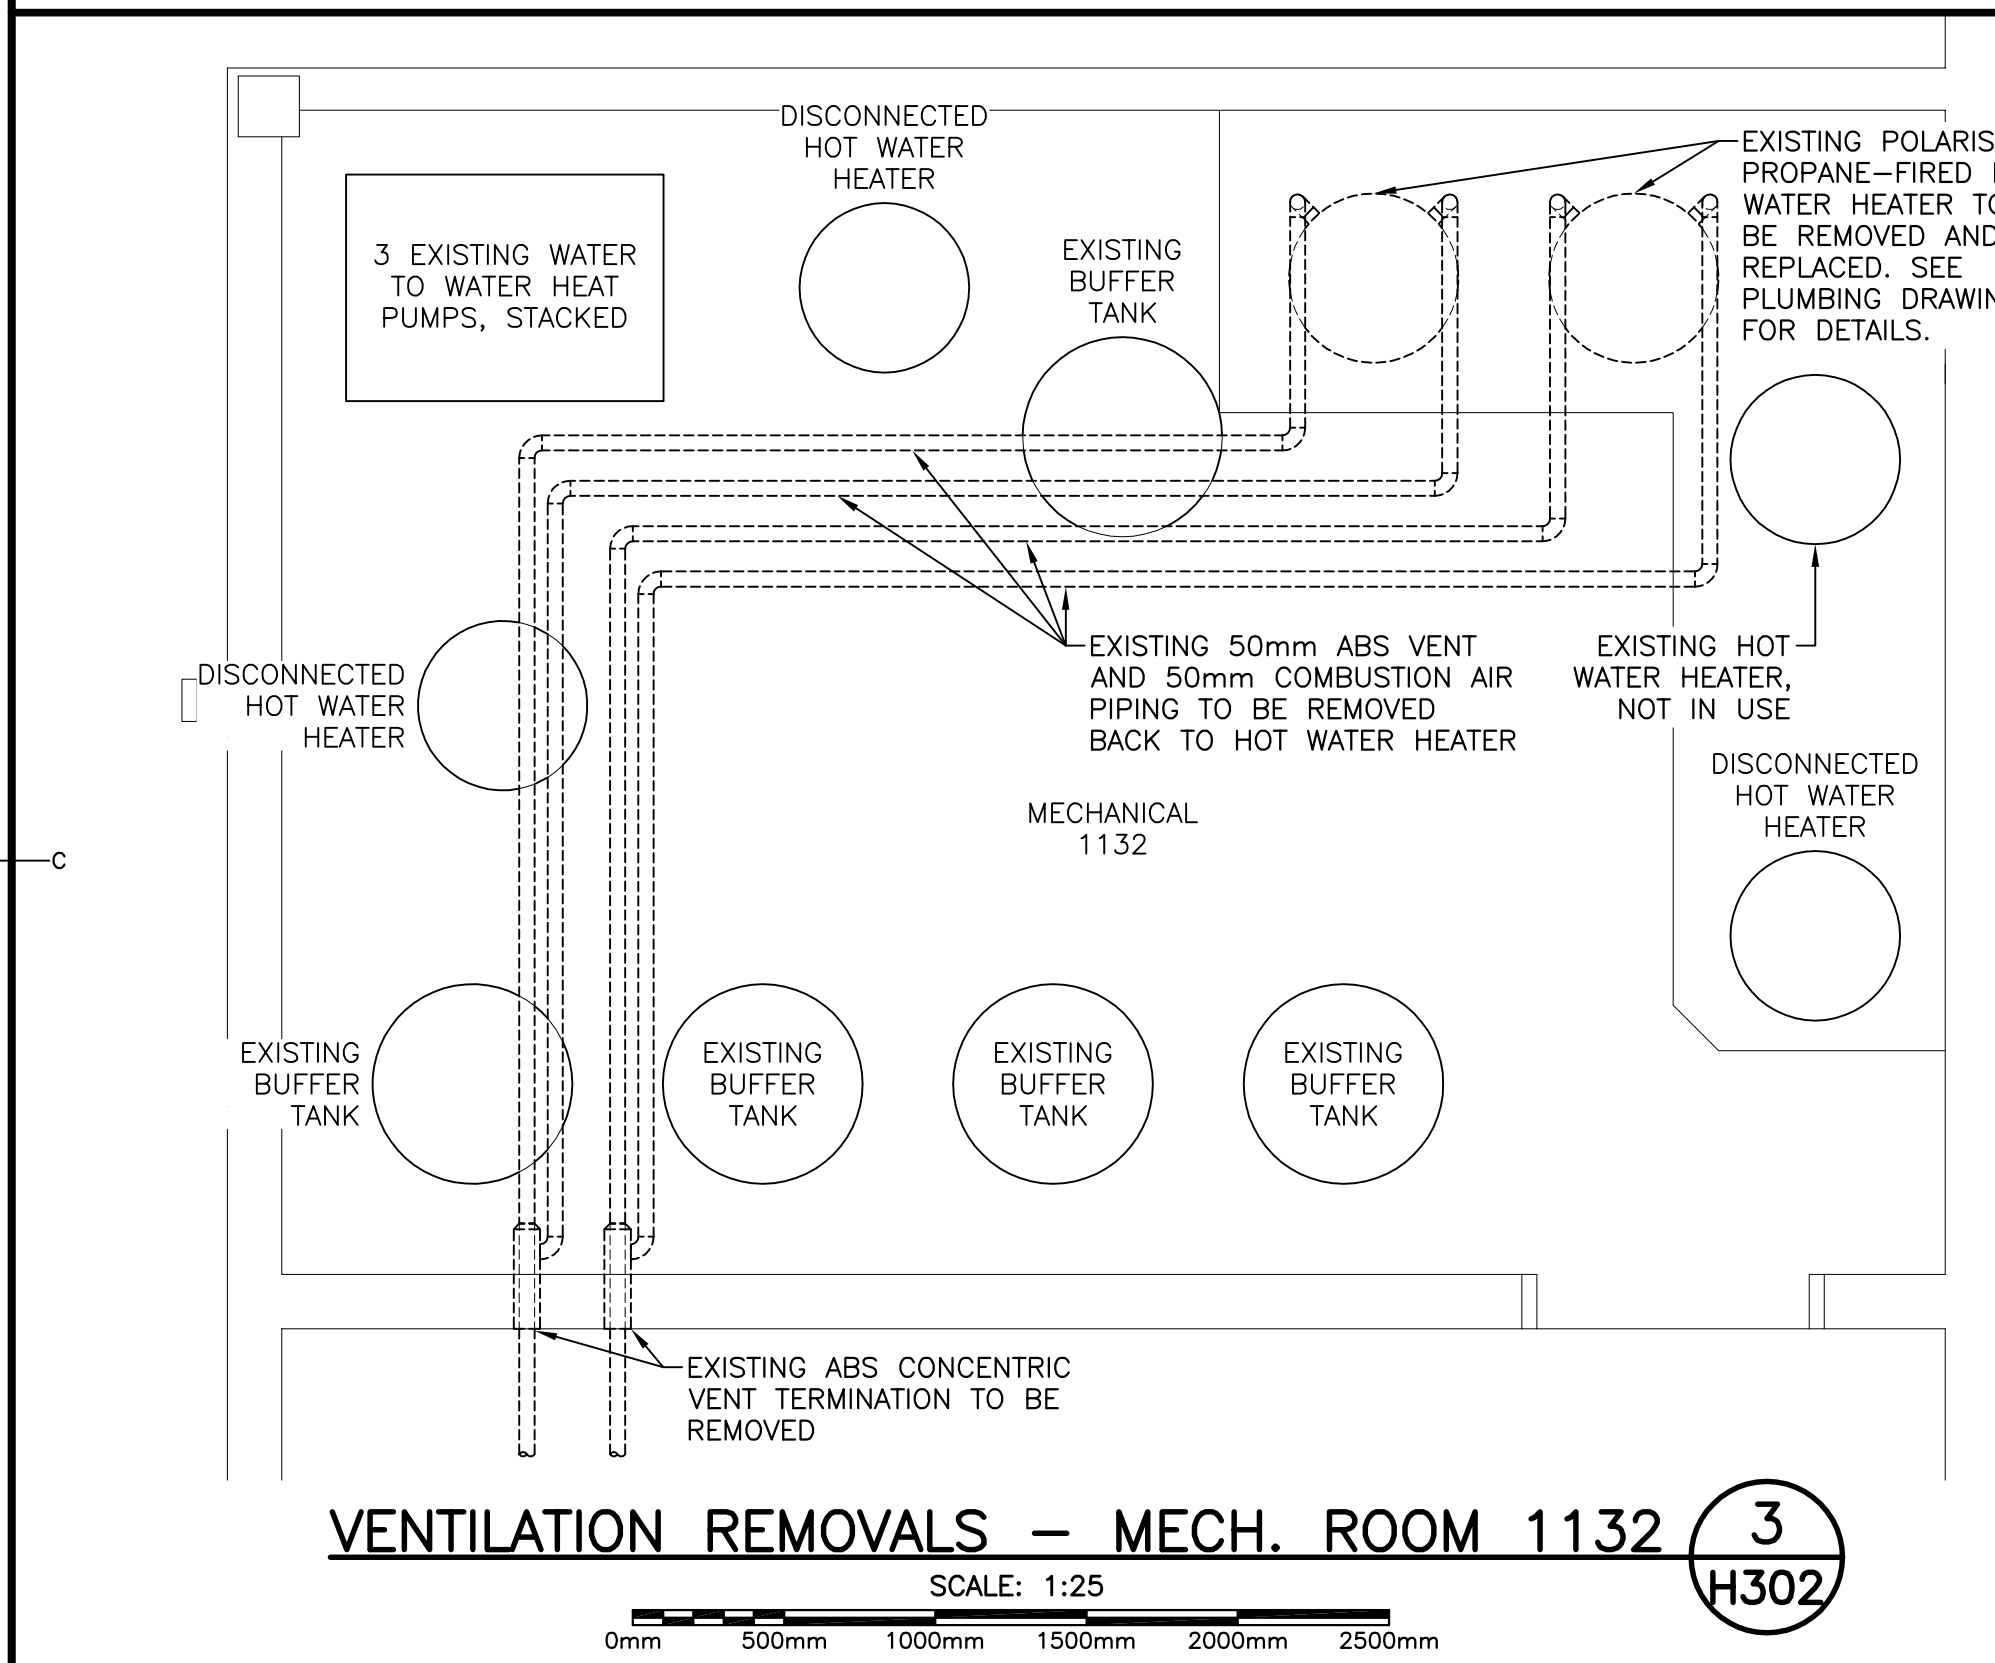 DISCONNECTED
HOT WATER
HEATER
EXISTING POLARIS
PROPANE-FIRED
WATER HEATER
BE REMOVED AND
REPLACED. SEE
PLUMBING
FOR DETAILS.
3 EXISTING WATER
TO WATER HEAT
PUMPS, STACKED
EXISTING
BUFFER
TANK
EXISTING 50mm ABS VENT
AND 50mm COMBUSTION AIR
PIPING TO BE REMOVED
BACK TO HOT WATER HEATER
EXISTING HOT
WATER HEATER,
NOT IN USE
DISCONNECTED
HOT WATER
HEATER
DISCONNECTED
HOT WATER
HEATER
MECHANICAL
1132
C
EXISTING
BUFFER
TANK
EXISTING
BUFFER
TANK
EXISTING
BUFFER
TANK
EXISTING
BUFFER
TANK
EXISTING ABS CONCENTRIC
VENT TERMINATION TO BE
REMOVED
VENTILATION REMOVALS – MECH. ROOM 1132
3
H302
SCALE: 1:25
0mm 500mm 1000mm 1500mm 2000mm 2500mm